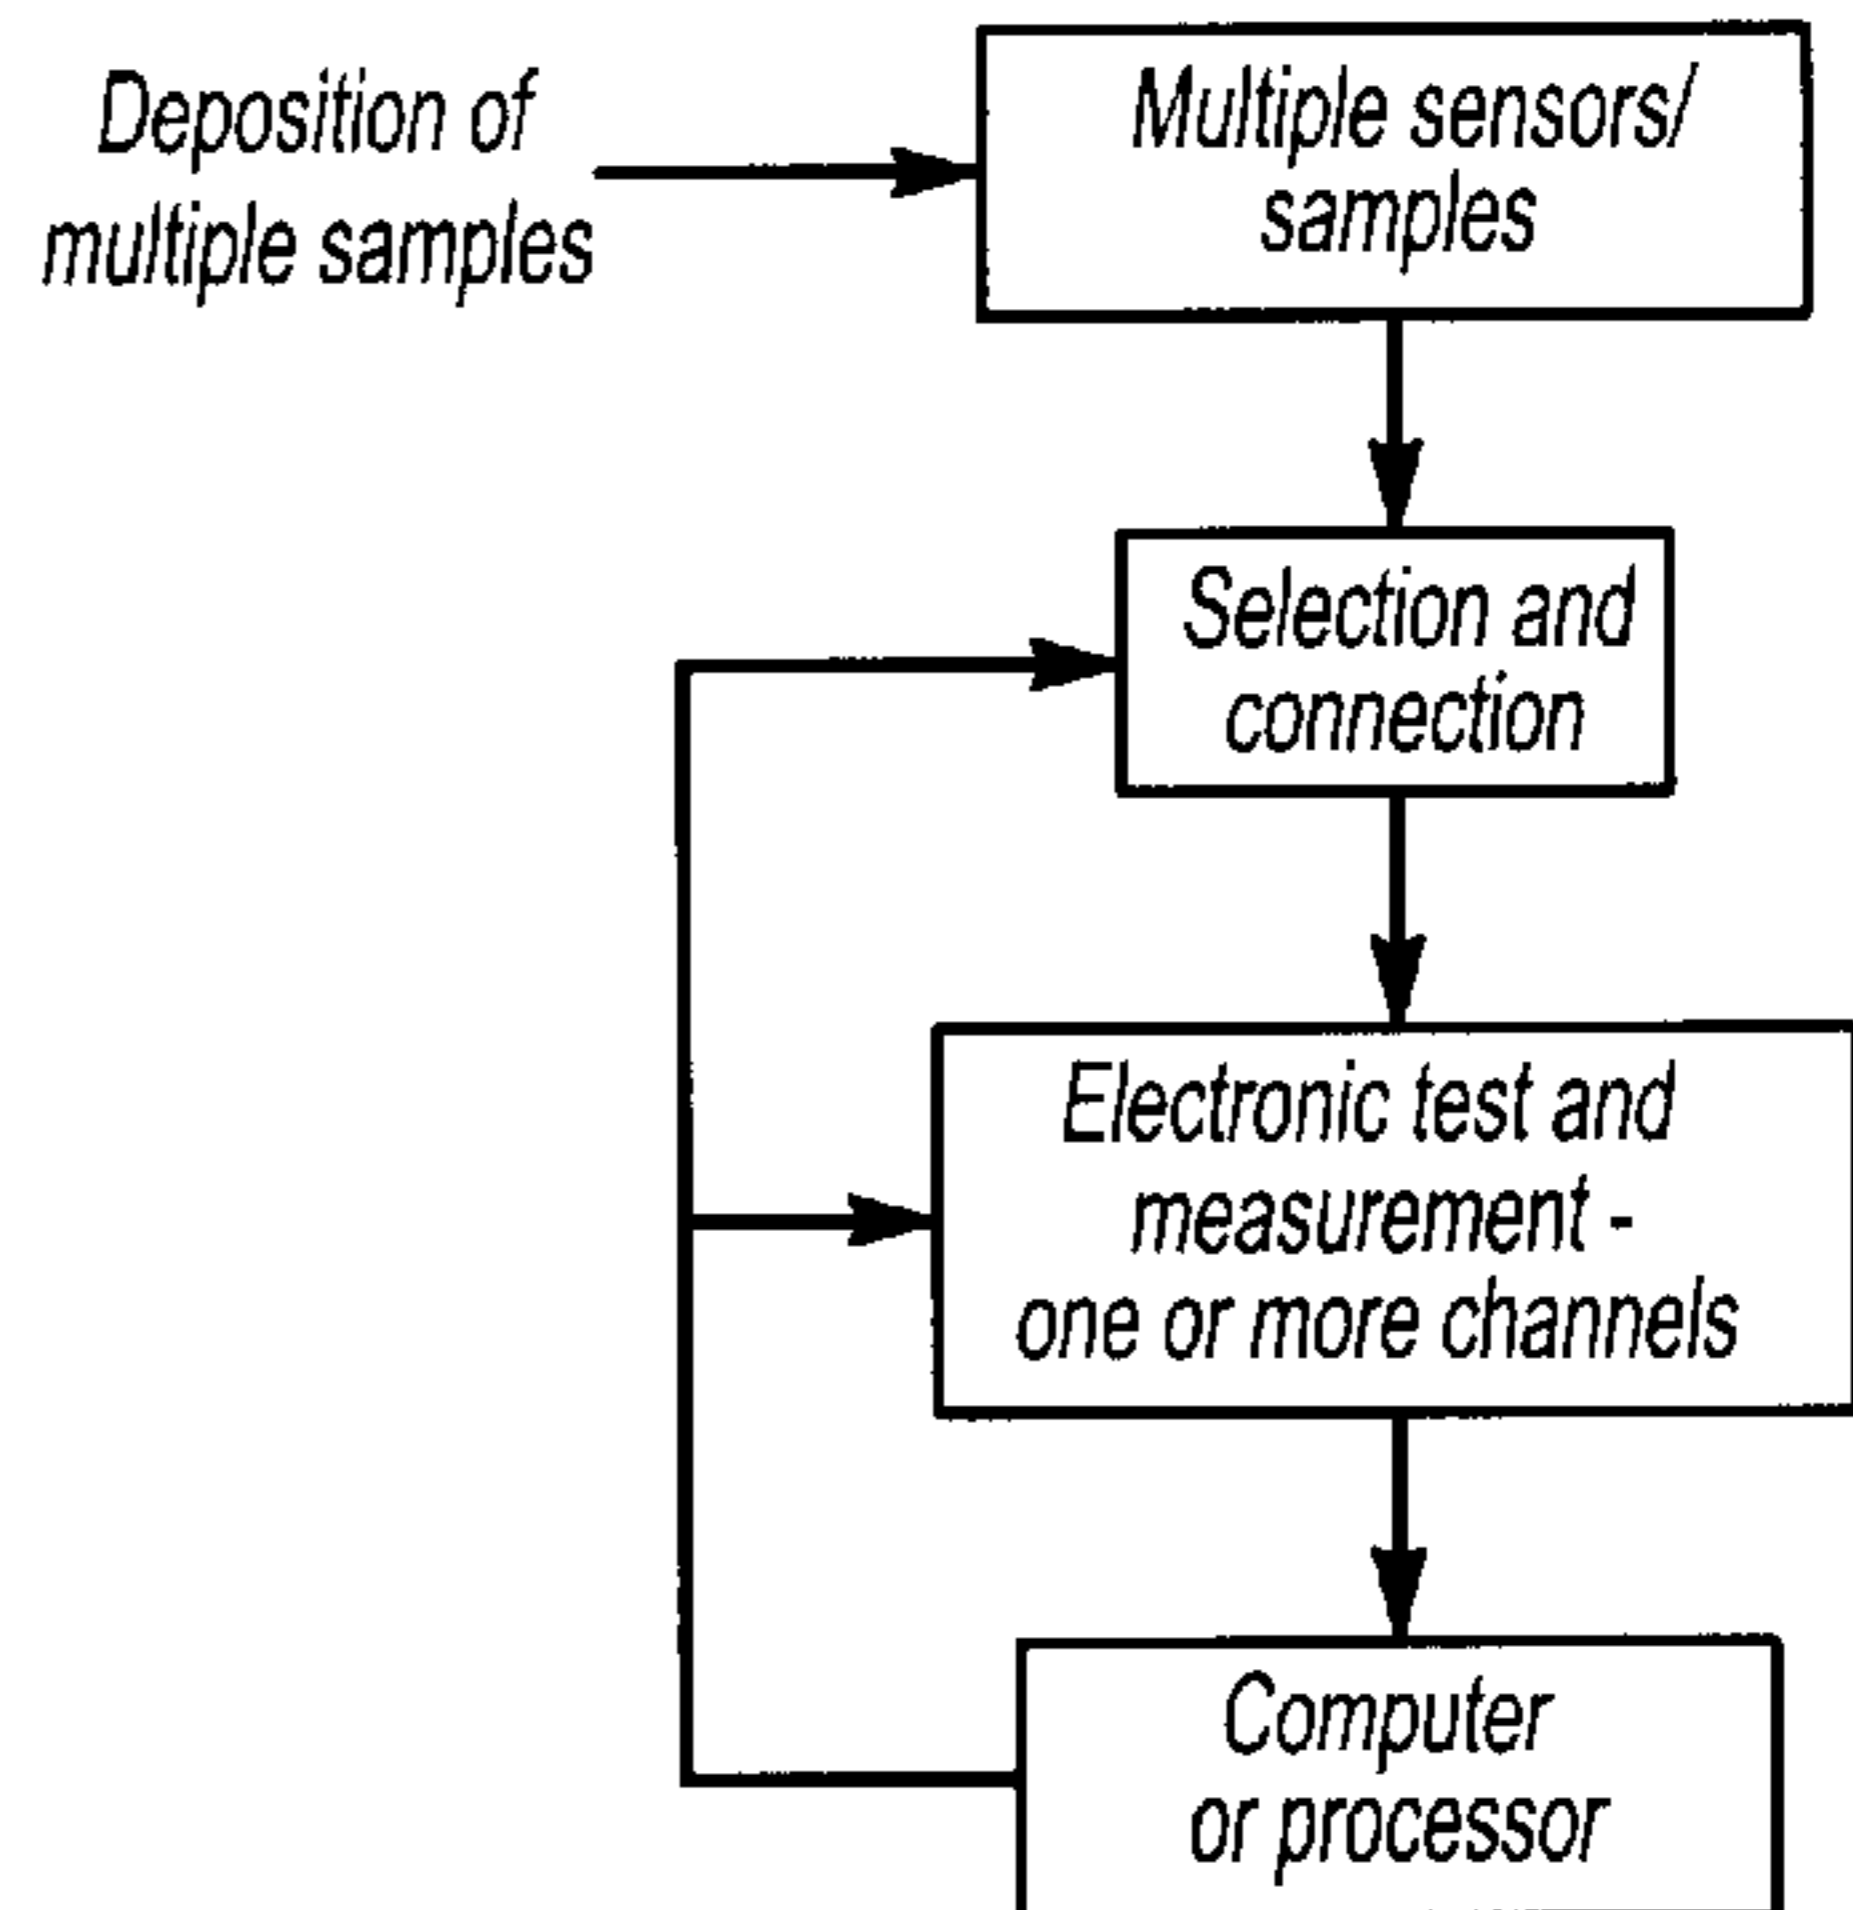 Deposition of
multiple samples
Multiple sensors/
samples
Selection and
connection
Electronic test and
measurement -
one or more channels
Computer
or processor